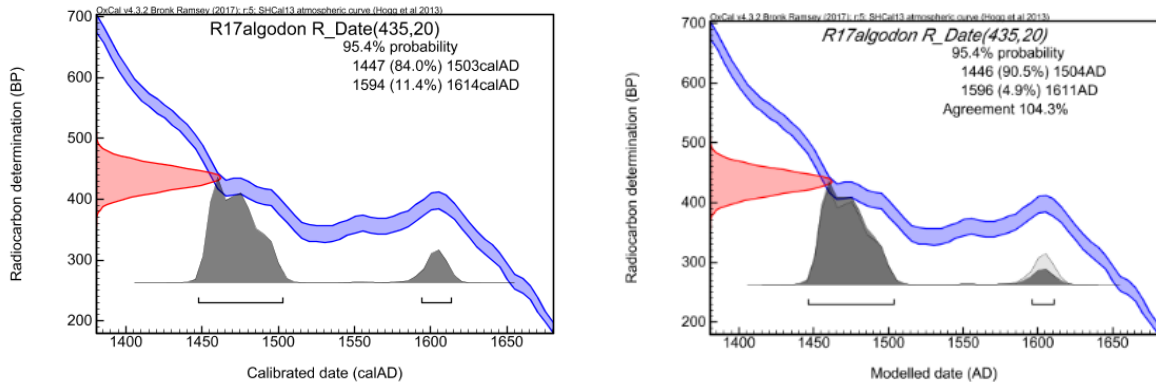 OxCal v4.3.2 Bronk Ramsey (2017); r:5; SHCal13 atmospheric curve (Hogg et al 2013)
R17algodon R_Date(435,20)
95.4% probability
1447 (84.0%) 1503calAD
1594 (11.4%) 1614calAD
Radiocarbon determination (BP)
700
600
500
400
300
200
1400
1450
1500
1550
1600
1650
Calibrated date (calAD)
OxCal v4.3.2 Bronk Ramsey (2017); r:5; SHCal13 atmospheric curve (Hogg et al 2013)
R17algodon R_Date(435,20)
95.4% probability
1446 (90.5%) 1504AD
1596 (4.9%) 1611AD
Agreement 104.3%
Radiocarbon determination (BP)
700
600
500
400
300
200
1400
1450
1500
1550
1600
1650
Modelled date (AD)